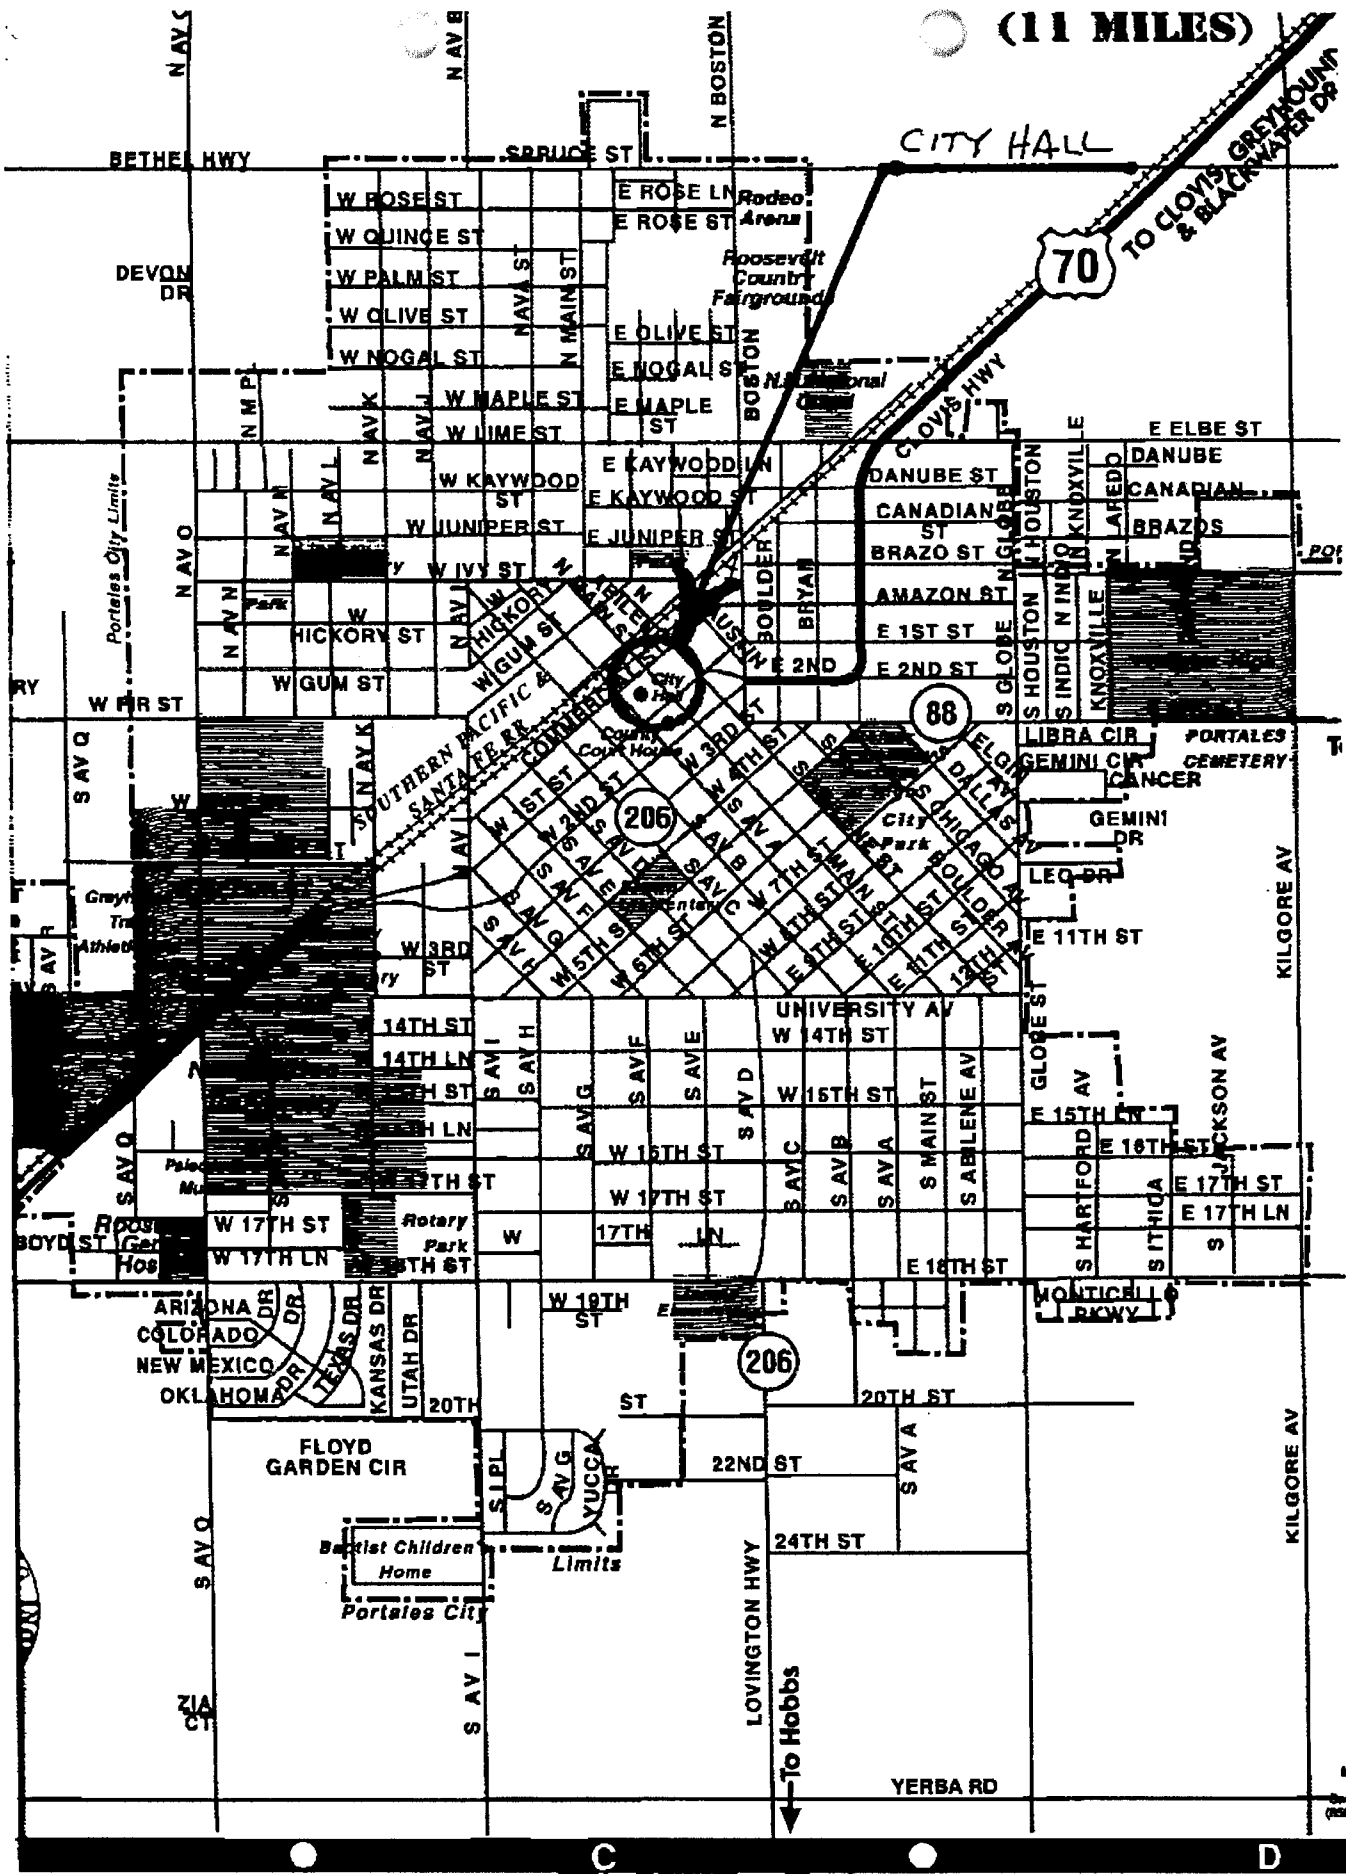 (11 MILES)
N AV O
N AV B
N BOSTON
CITY HALL
TO CLOVIS, GREYHOUND
& BLACKWATER DR
70
BETHEL HWY
SPRUCE ST
W ROSE ST
E ROSE LN
Rodeo
Arena
E ROSE ST
W QUINCE ST
DEVON
DR
W PALM ST
NAVA ST
N MAIN ST
Roosevelt
Country
Fairgrounds
W OLIVE ST
E OLIVE ST
W NOGAL ST
E NOGAL ST
BOSTON
N M PL
N AV K
N AV J
W MAPLE ST
E MAPLE
ST
W LIME ST
CLOVIS HWY
E ELBE ST
Portales City Limits
N AV O
N AV M
N AV L
W KAYWOOD
ST
E KAYWOOD LN
E KAYWOOD ST
DANUBE ST
DANUBE
CANADIAN
ST
CANADIAN
N GLOBE
N HOUSTON
N KNOXVILLE
N LAREDO
W JUNIPER ST
E JUNIPER ST
BRAZO ST
BRAZOS
W IVY ST
Park
BOULDER
BRYAN
N INDIO
N AV N
Park
W
HICKORY ST
N AV I
W
HICKORY
W GUM ST
AUSTIN
AMAZON ST
E 1ST ST
E 2ND
E 2ND ST
S GLOBE
S HOUSTON
S INDIO
KNOXVILLE
W GUM ST
RY
W FIR ST
City
Hall
County
Court House
COMMERCIAL ST
SOUTHERN PACIFIC &
SANTA FE RR
88
LIBRA CIR
GEMINI CIR
CANCER
GEMINI
DR
LEO DR
PORTALES
CEMETERY
S AV Q
N AV K
N AV I
W 1ST ST
W 2ND ST
W 3RD ST
W 4TH ST
206
S AV A
S AV B
S AV C
S AV D
S AV E
S AV F
S AV G
S AV H
W 5TH S
W 6TH ST
W 7TH
W 8TH ST
E 9TH ST
E 10TH ST
E 11TH ST
12TH
ST
S MAIN S
City
Park
ELGIN AV
S DALLAS AV
S CHICAGO AV
BOULDER AV
W 3RD
ST
E 11TH ST
KILGORE AV
S AV R
UNIVERSITY AV
14TH ST
W 14TH ST
14TH LN
S AV I
S AV H
S AV G
S AV F
S AV E
S AV D
W 15TH ST
S AV C
S AV B
S AV A
S MAIN ST
S ABLENE AV
GLOBE ST
E 15TH LN
W 16TH ST
E 16TH ST
JACKSON AV
S HARTFORD AV
S ITHICA
S AV Q
W 17TH ST
W 17TH ST
E 17TH ST
E 17TH LN
BOYD ST
W 17TH ST
W 17TH LN
Rotary
Park
W
17TH
LN
E 18TH ST
ARIZONA
DR
COLORADO
DR
NEW MEXICO
OKLAHOMA
DR
TEXAS DR
KANSAS DR
UTAH DR
W 19TH
ST
MONTICELLO
PKWY
206
20TH
ST
20TH ST
FLOYD
GARDEN CIR
S I PL
S AV G
YUCCA
DR
22ND ST
S AV A
24TH ST
KILGORE AV
S AV O
Baptist Children
Home
Portales City
Limits
LOVINGTON HWY
S AV I
To Hobbs
YERBA RD
C
D